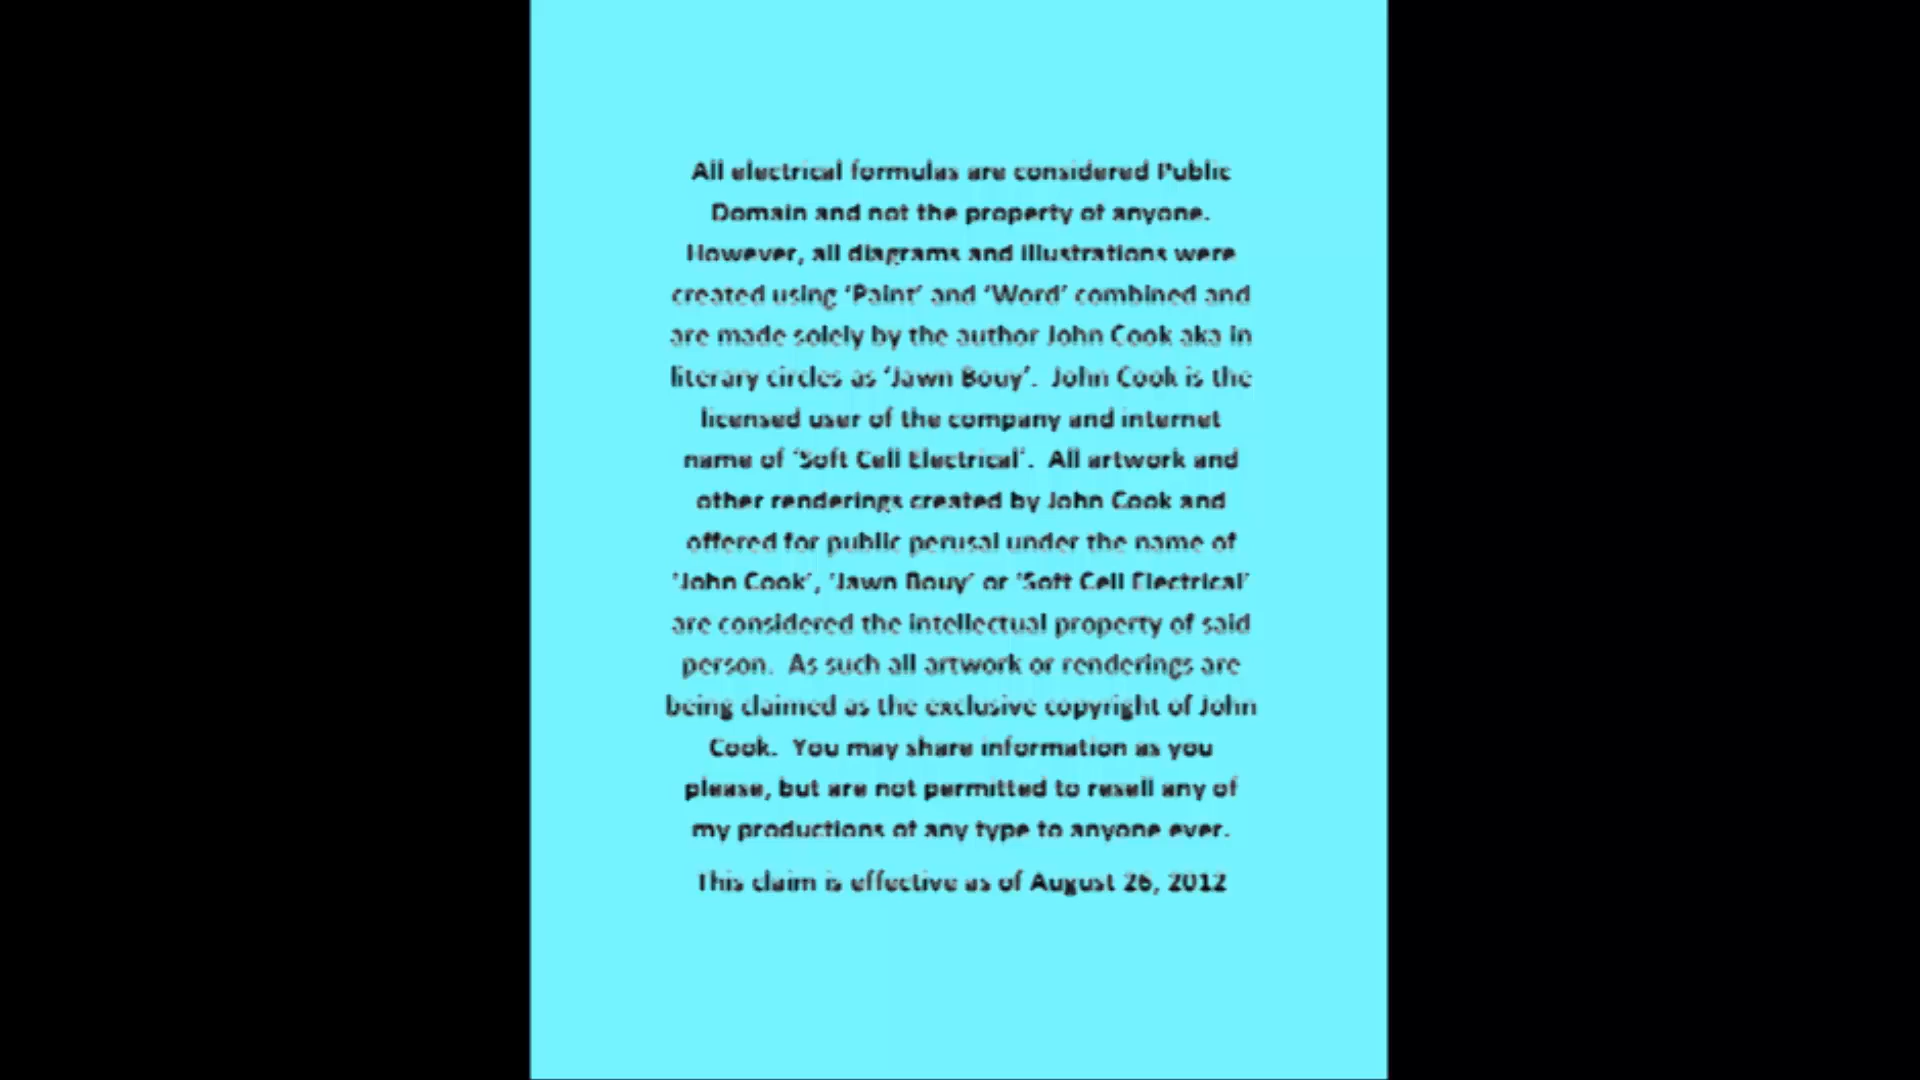 All electrical formulas are considered Public
Domain and not the property of anyone.
However, all diagrams and illustrations were
created using ‘Paint’ and ‘Word’ combined and
are made solely by the author John Cook aka in
literary circles as ‘Jawn Bouy’.  John Cook is the
licensed user of the company and internet
name of ‘Soft Cell Electrical’.  All artwork and
other renderings created by John Cook and
offered for public perusal under the name of
‘John Cook’, ‘Jawn Bouy’ or ‘Soft Cell Electrical’
are considered the intellectual property of said
person.  As such all artwork or renderings are
being claimed as the exclusive copyright of John
Cook.  You may share information as you
please, but are not permitted to resell any of
my productions of any type to anyone ever.
This claim is effective as of August 26, 2012